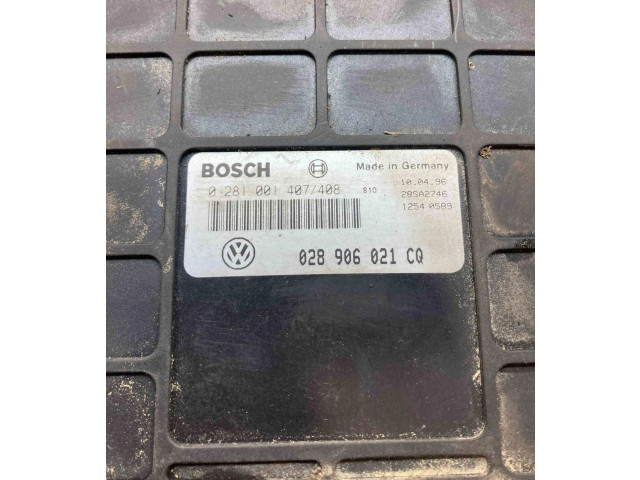 BOSCH Made in Germany
0 281 001 407/408 810 10.04.96
28SA2746
1254 0589
VW 028 906 021 CQ